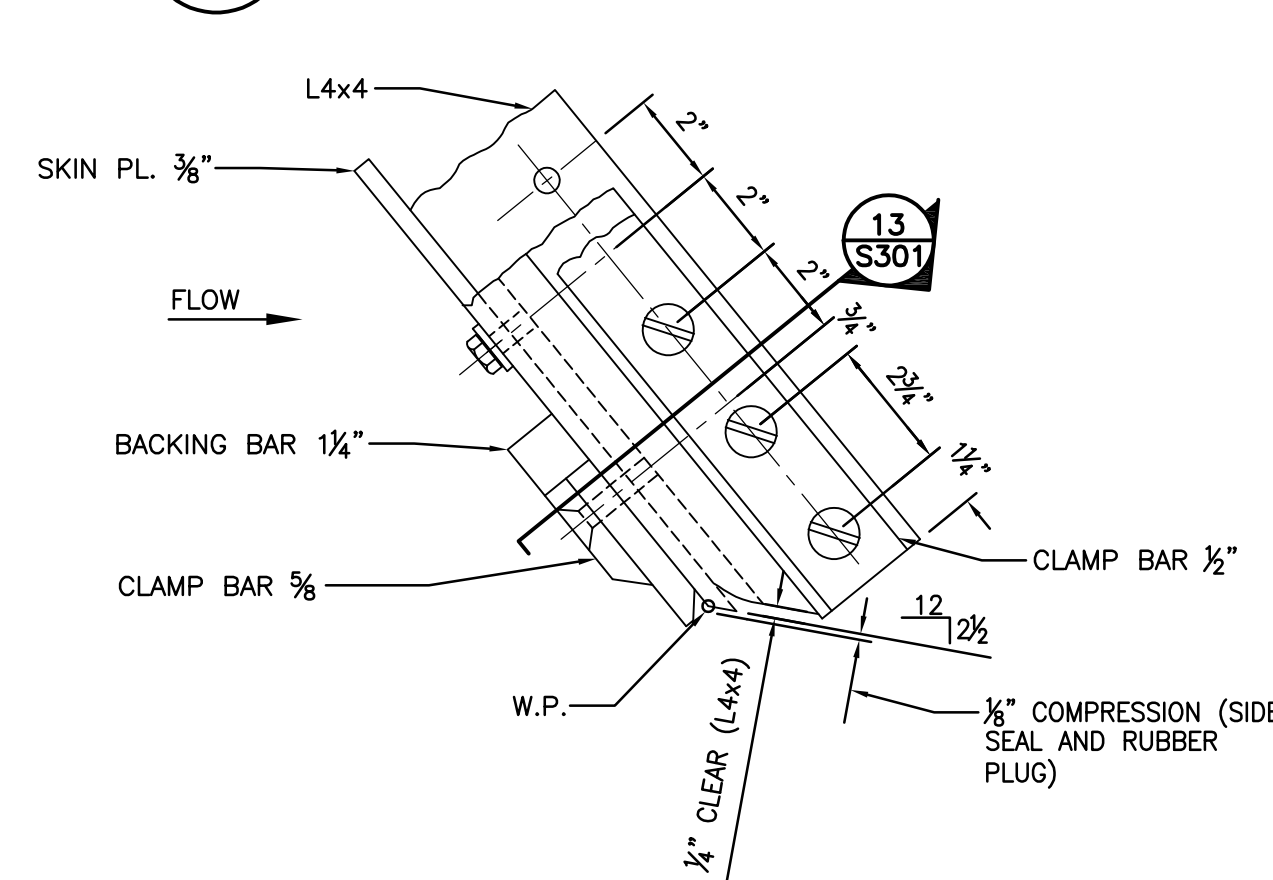 L4x4
SKIN PL. ⅜"
2"
2"
2"
13
S301
¾"
FLOW
2¾"
BACKING BAR 1¼"
1¼"
CLAMP BAR ⅝
CLAMP BAR ½"
12
2½
W.P.
¼" CLEAR (L4x4)
⅛" COMPRESSION (SIDE
SEAL AND RUBBER
PLUG)